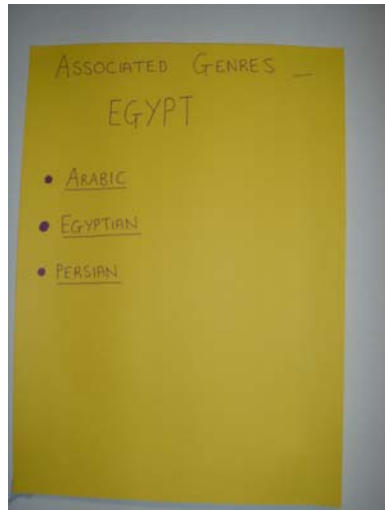 ASSOCIATED GENRES _
EGYPT
• ARABIC
• EGYPTIAN
• PERSIAN